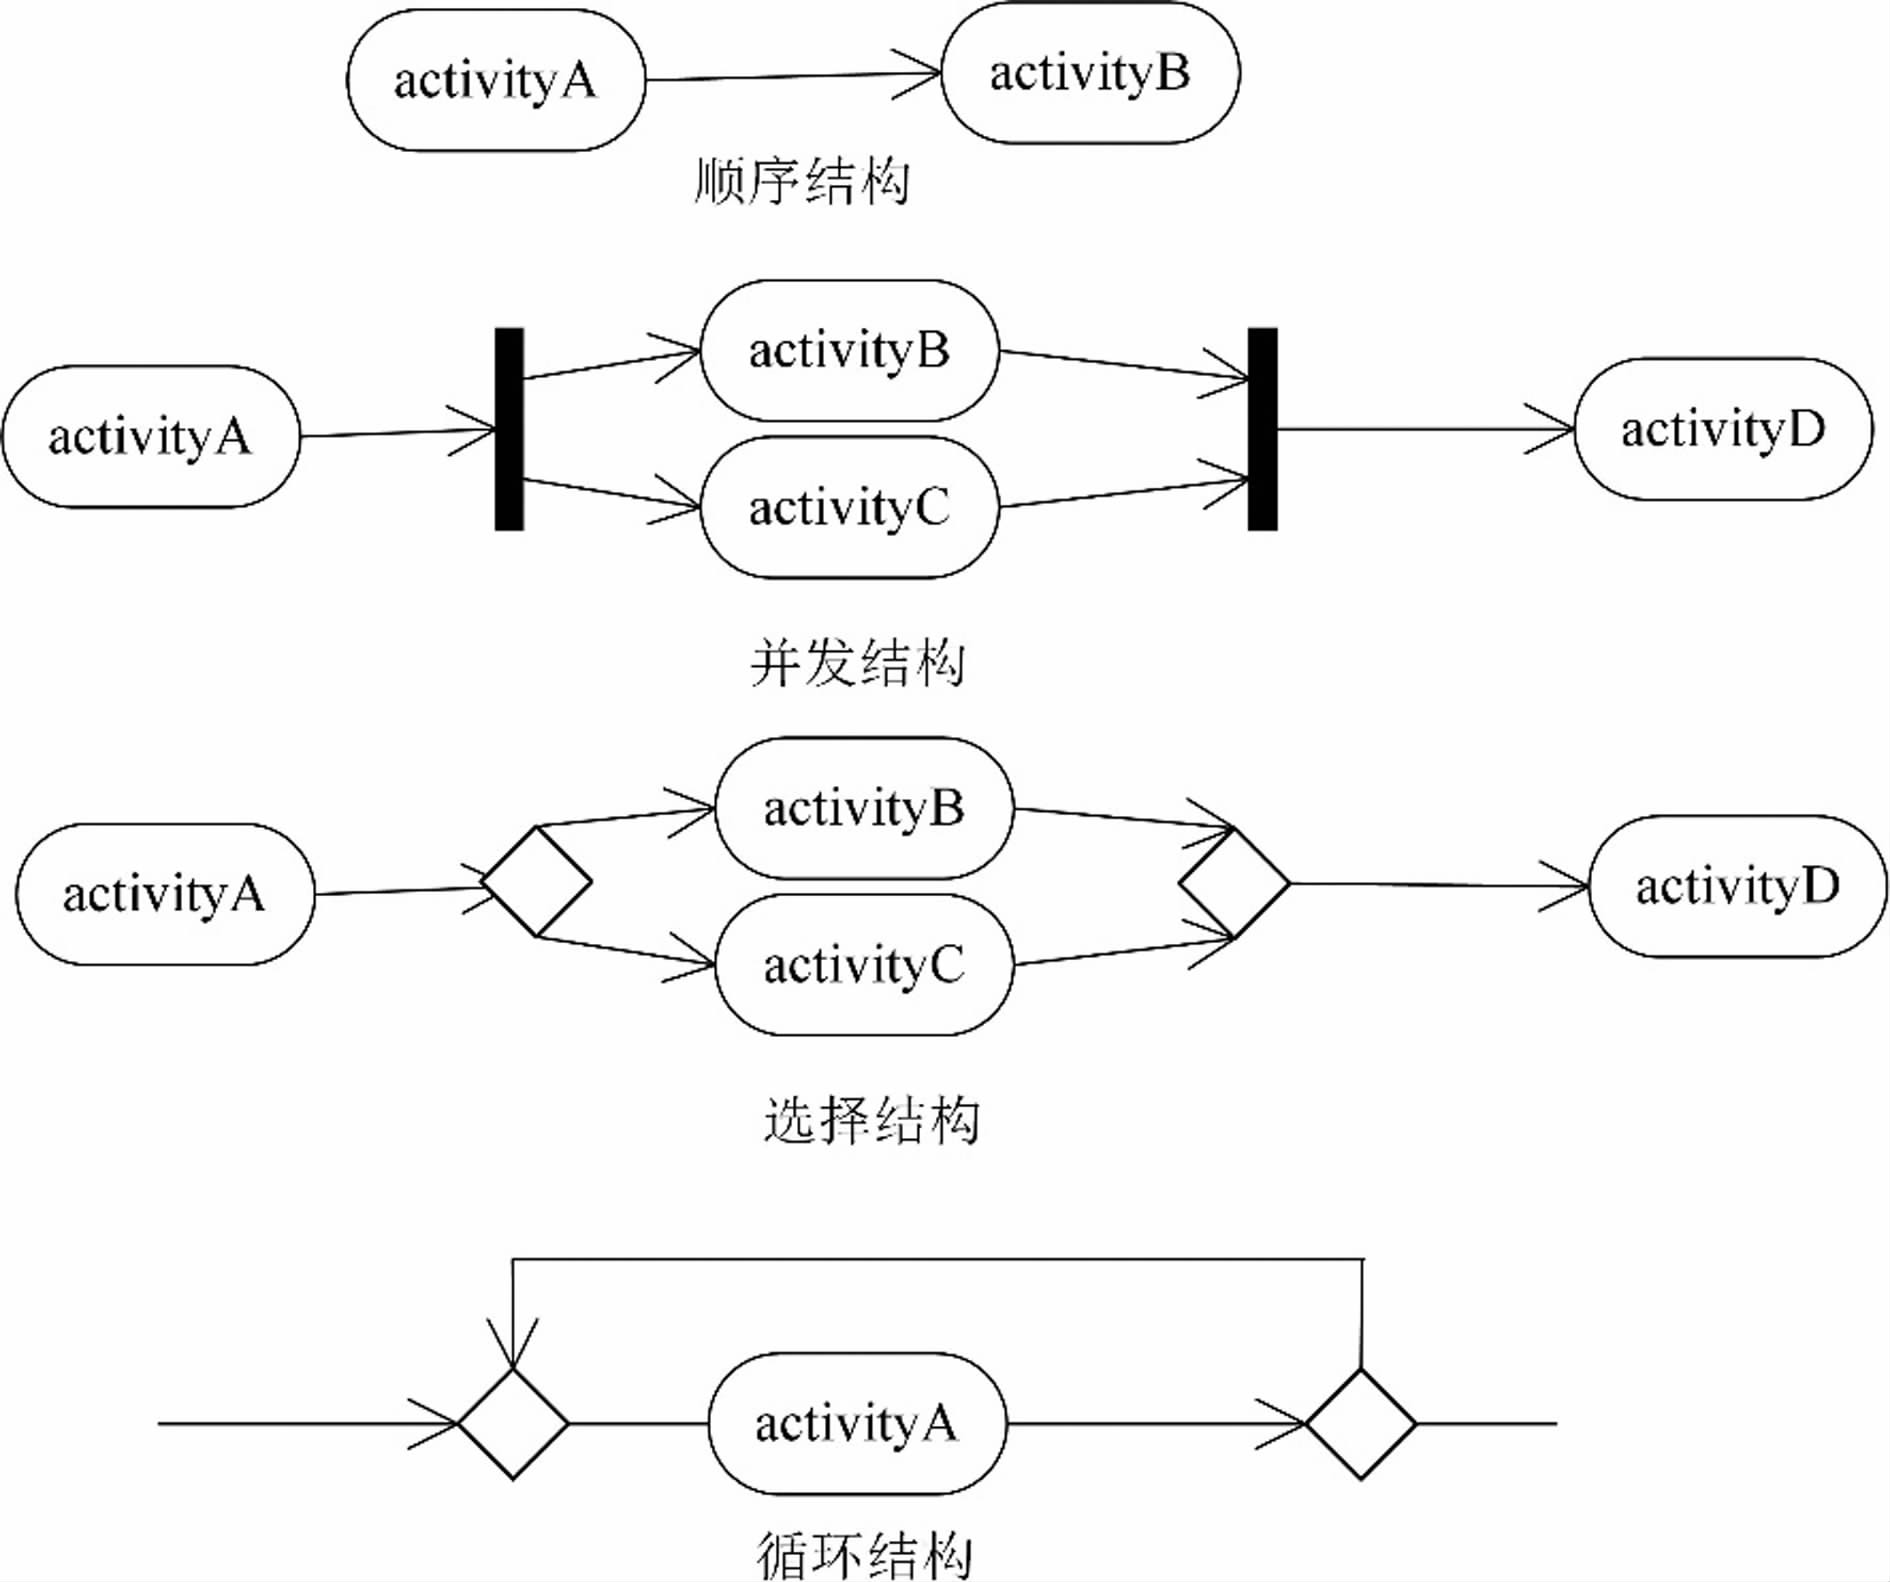 activityA
activityB
顺序结构
activityB
activityA
activityD
activityC
并发结构
activityB
activityA
activityD
activityC
选择结构
activityA
循环结构